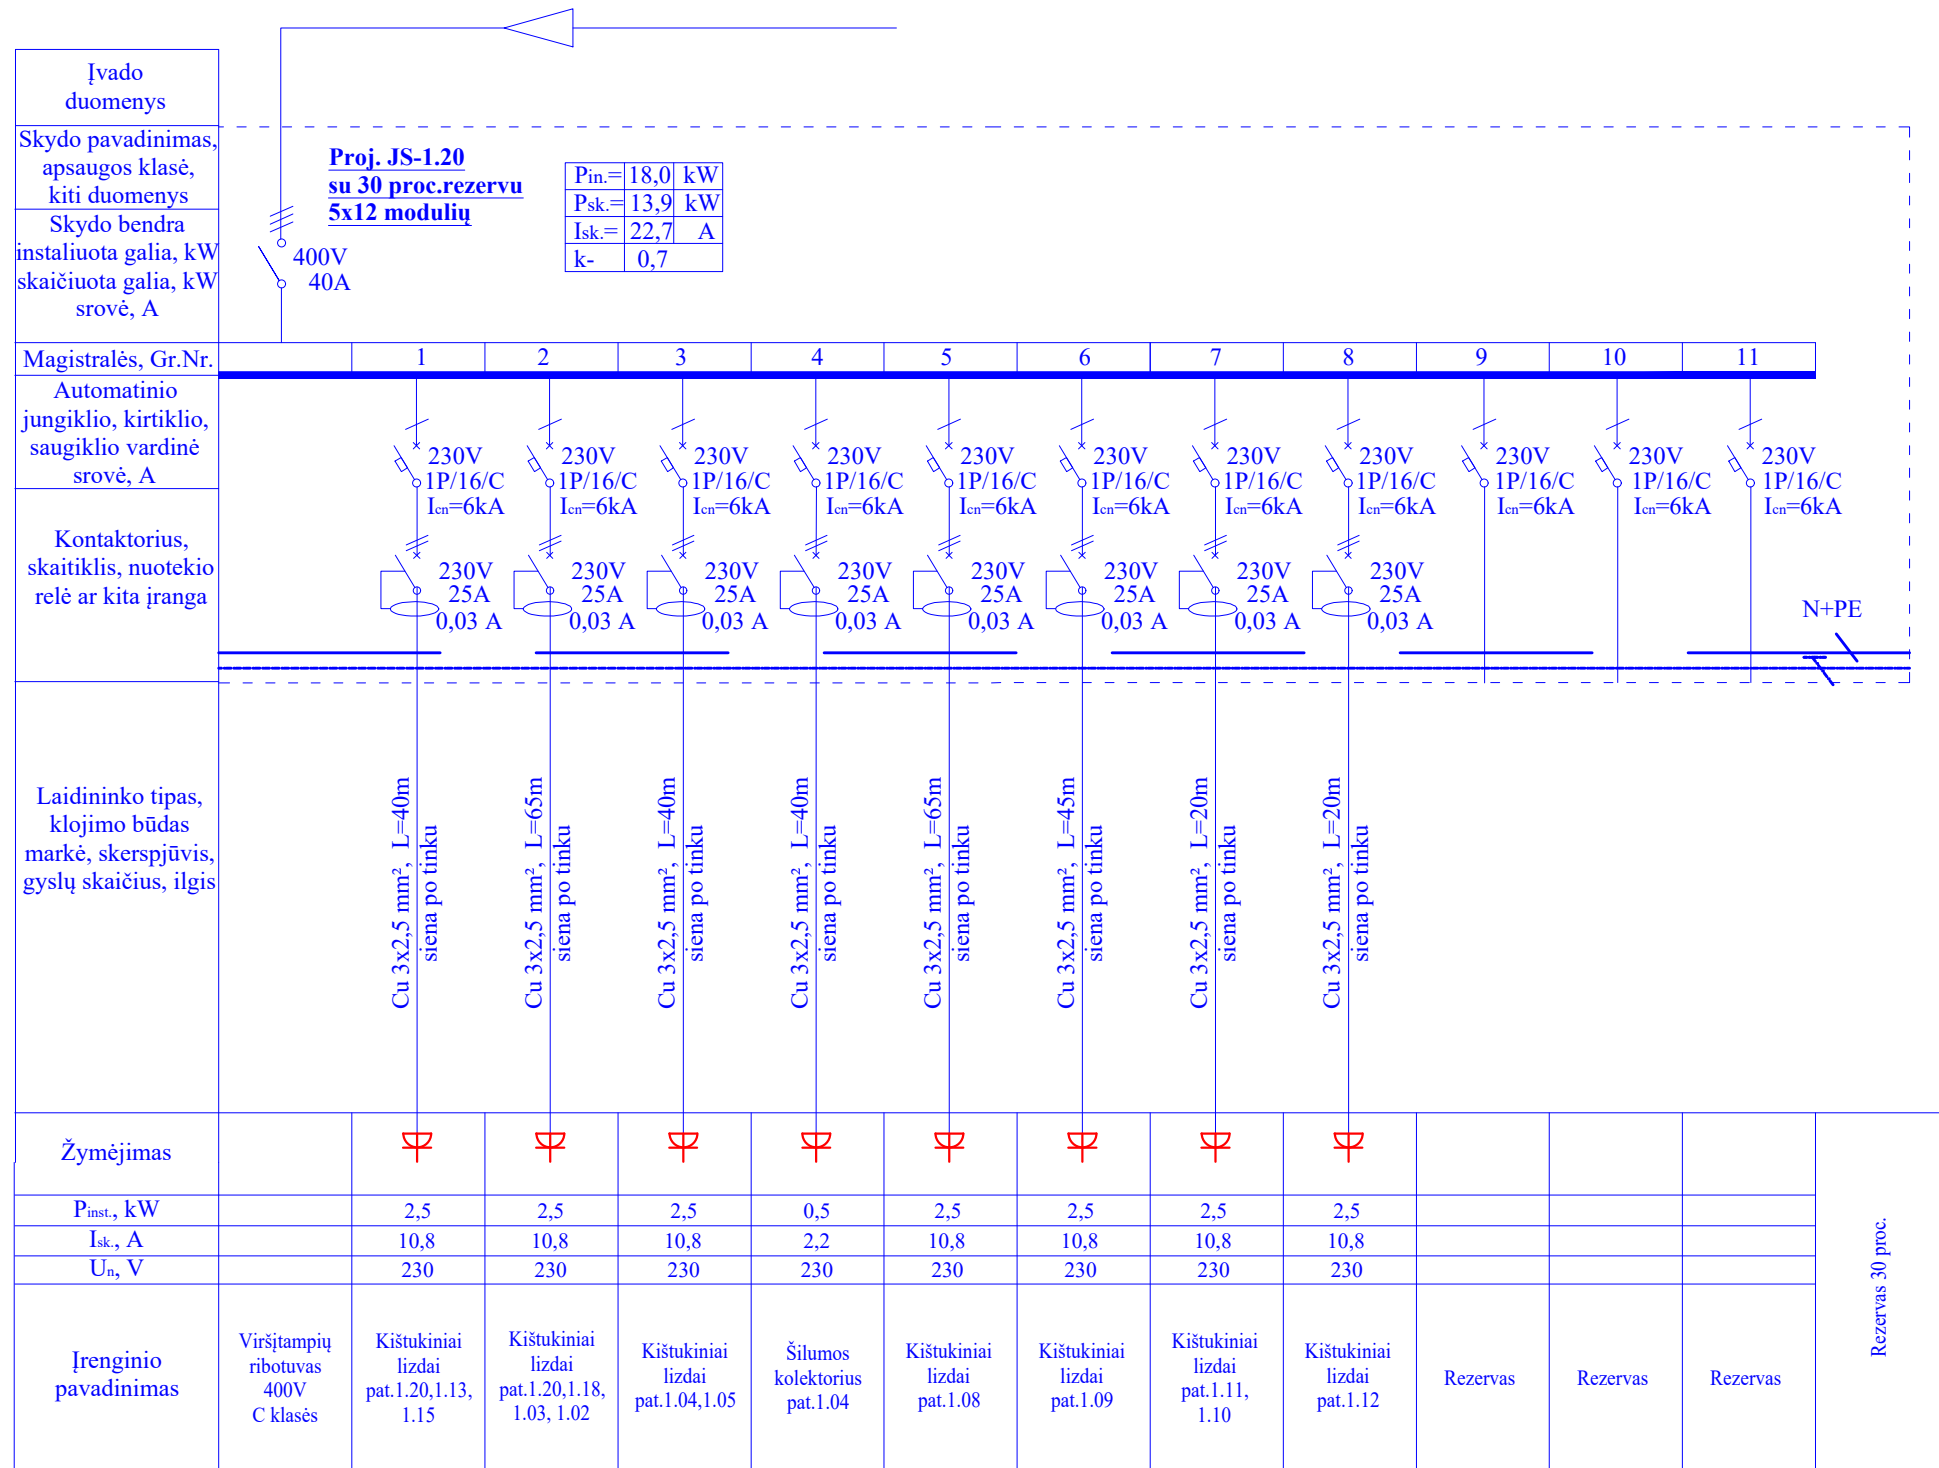 Įvado
duomenys
Skydo pavadinimas,
apsaugos klasė,
kiti duomenys
Proj. JS-1.20
su 30 proc.rezervu
5x12 modulių
Pin.= 18,0 kW
Psk.= 13,9 kW
Isk.= 22,7 A
k- 0,7
Skydo bendra
instaliuota galia, kW
skaičiuota galia, kW
srovė, A
400V
40A
Magistralės, Gr.Nr. 1 2 3 4 5 6 7 8 9 10 11
Automatinio
jungiklio, kirtiklio,
saugiklio vardinė
srovė, A
230V 230V 230V 230V 230V 230V 230V 230V 230V 230V 230V
1P/16/C 1P/16/C 1P/16/C 1P/16/C 1P/16/C 1P/16/C 1P/16/C 1P/16/C 1P/16/C 1P/16/C 1P/16/C
Icn=6kA Icn=6kA Icn=6kA Icn=6kA Icn=6kA Icn=6kA Icn=6kA Icn=6kA Icn=6kA Icn=6kA Icn=6kA
Kontaktorius,
skaitiklis, nuotekio
relė ar kita įranga
230V 230V 230V 230V 230V 230V 230V 230V
25A 25A 25A 25A 25A 25A 25A 25A
0,03 A 0,03 A 0,03 A 0,03 A 0,03 A 0,03 A 0,03 A 0,03 A
N+PE
Laidininko tipas,
klojimo būdas
markė, skerspjūvis,
gyslų skaičius, ilgis
Cu 3x2,5 mm², L=40m
siena po tinku
Cu 3x2,5 mm², L=65m
siena po tinku
Cu 3x2,5 mm², L=40m
siena po tinku
Cu 3x2,5 mm², L=40m
siena po tinku
Cu 3x2,5 mm², L=65m
siena po tinku
Cu 3x2,5 mm², L=45m
siena po tinku
Cu 3x2,5 mm², L=20m
siena po tinku
Cu 3x2,5 mm², L=20m
siena po tinku
Žymėjimas
Pinst., kW 2,5 2,5 2,5 0,5 2,5 2,5 2,5 2,5
Isk., A 10,8 10,8 10,8 2,2 10,8 10,8 10,8 10,8
Un, V 230 230 230 230 230 230 230 230
Įrenginio
pavadinimas
Viršįtampių
ribotuvas
400V
C klasės
Kištukiniai
lizdai
pat.1.20,1.13,
1.15
Kištukiniai
lizdai
pat.1.20,1.18,
1.03, 1.02
Kištukiniai
lizdai
pat.1.04,1.05
Šilumos
kolektorius
pat.1.04
Kištukiniai
lizdai
pat.1.08
Kištukiniai
lizdai
pat.1.09
Kištukiniai
lizdai
pat.1.11,
1.10
Kištukiniai
lizdai
pat.1.12
Rezervas
Rezervas
Rezervas
Rezervas 30 proc.